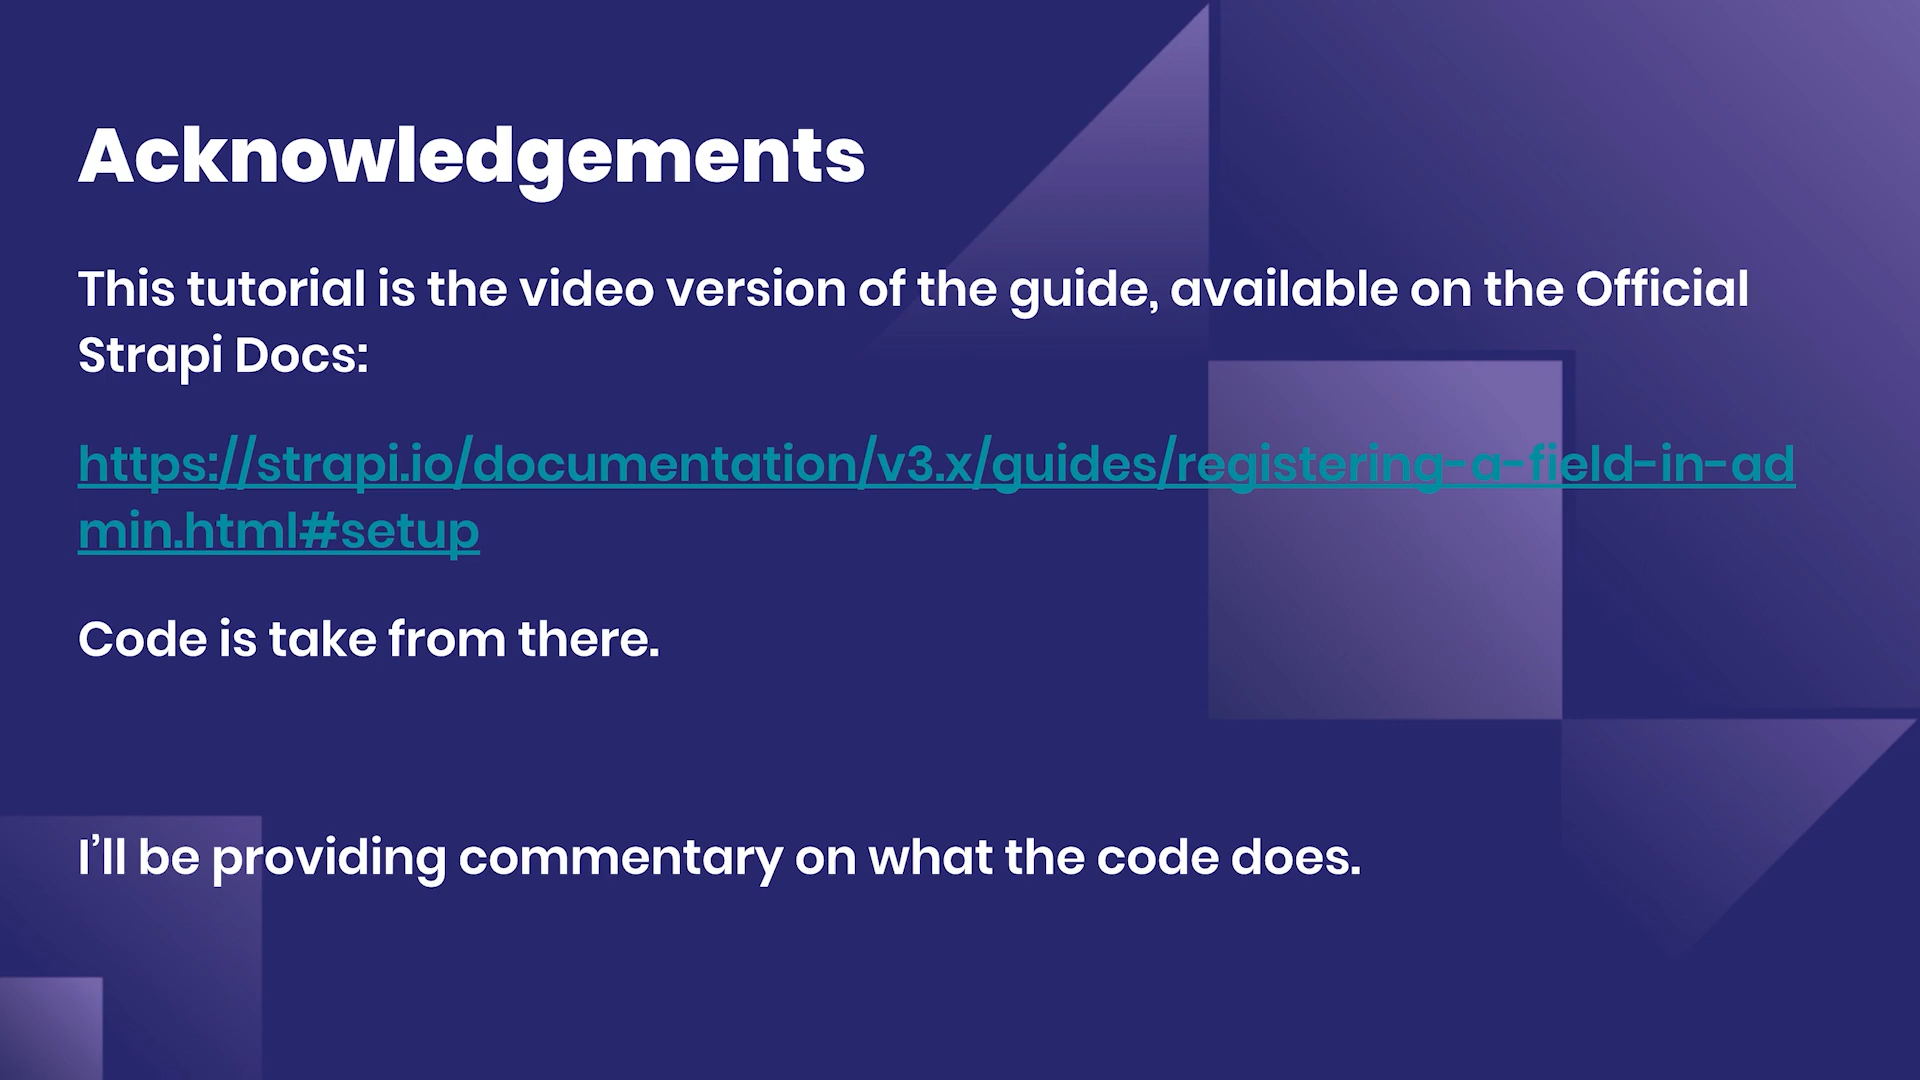 Acknowledgements
This tutorial is the video version of the guide, available on the Official
Strapi Docs:
https://strapi.io/documentation/v3.x/guides/registering-a-field-in-ad
min.html#setup
Code is take from there.
I’ll be providing commentary on what the code does.